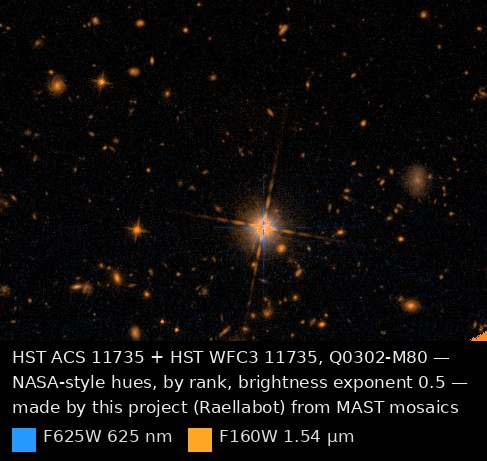 HST ACS 11735 + HST WFC3 11735, Q0302-M80 —
NASA-style hues, by rank, brightness exponent 0.5 —
made by this project (Raellabot) from MAST mosaics
F625W 625 nm F160W 1.54 µm